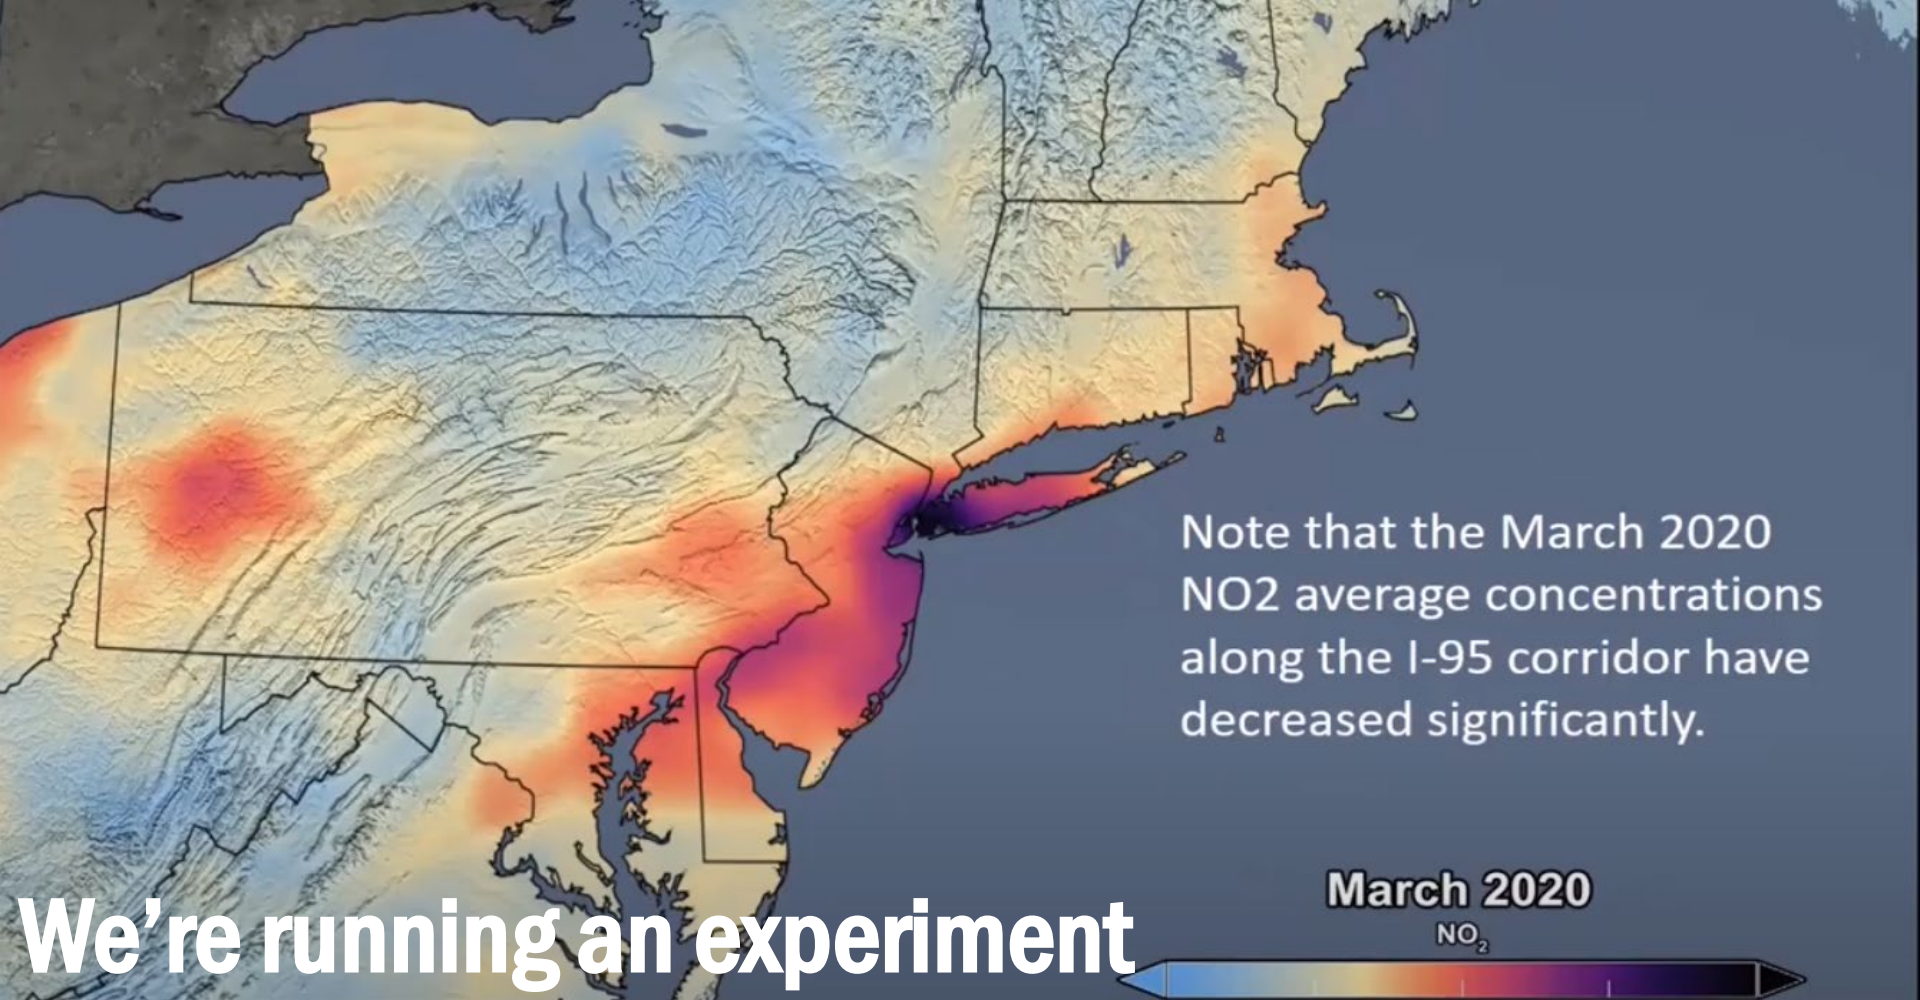 Note that the March 2020
NO2 average concentrations
along the I-95 corridor have
decreased significantly.
March 2020
NO₂
We’re running an experiment